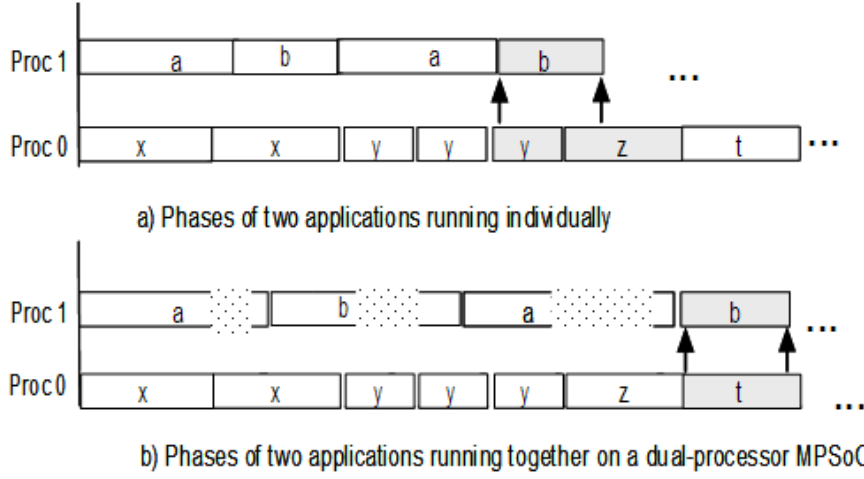 Proc 1 a b a b ...
Proc 0 x x y y y z t ...
a) Phases of two applications running individually
Proc 1 a b a b ...
Proc 0 x x y y y z t ...
b) Phases of two applications running together on a dual-processor MPSoC